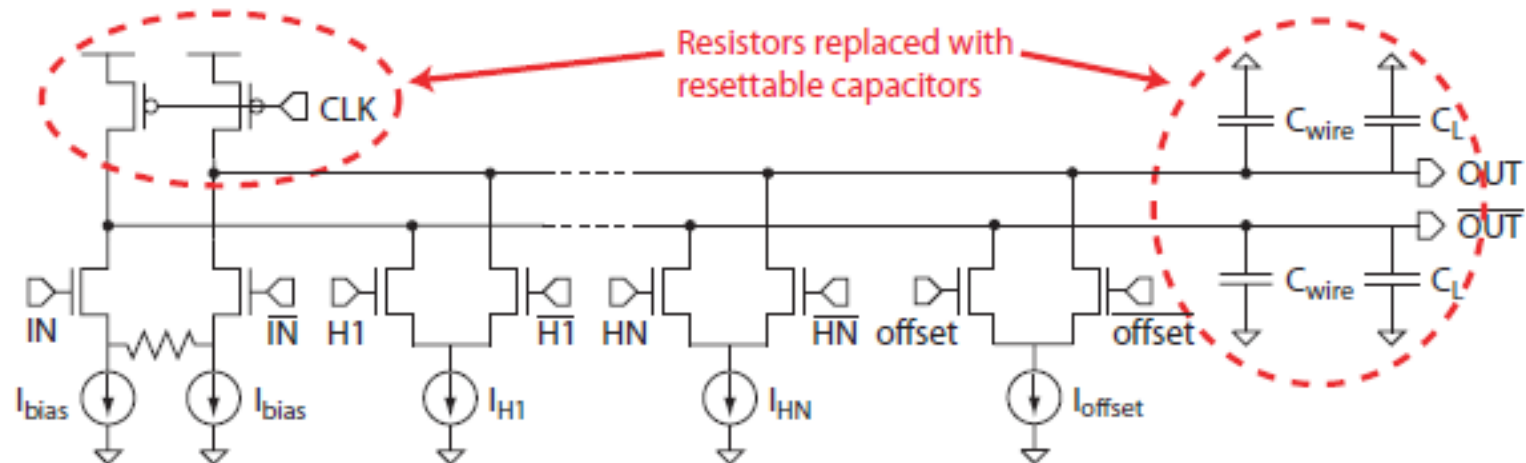 Resistors replaced with
resettable capacitors
CLK
C_wire C_L
OUT
O̅U̅T̅
C_wire C_L
IN I̅N̅ H1 H̅1̅ HN H̅N̅ offset o̅f̅f̅s̅e̅t̅
I_bias I_bias I_H1 I_HN I_offset